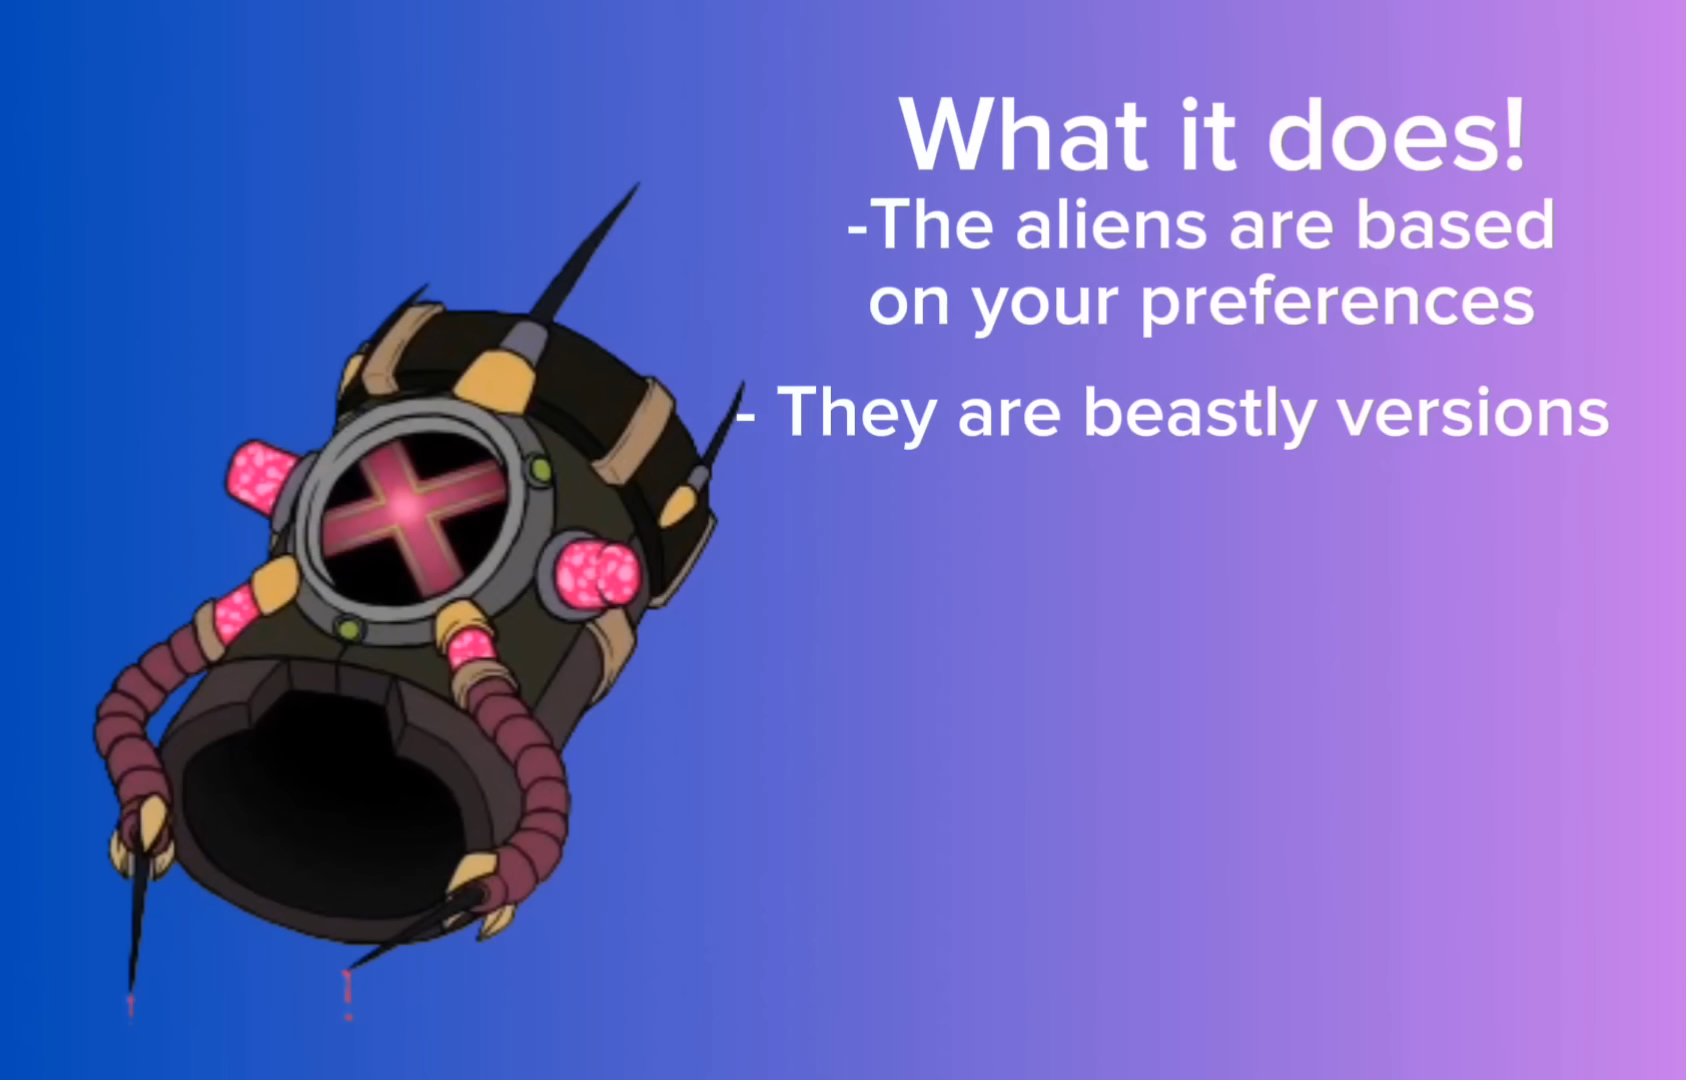 What it does!
-The aliens are based
on your preferences
- They are beastly versions